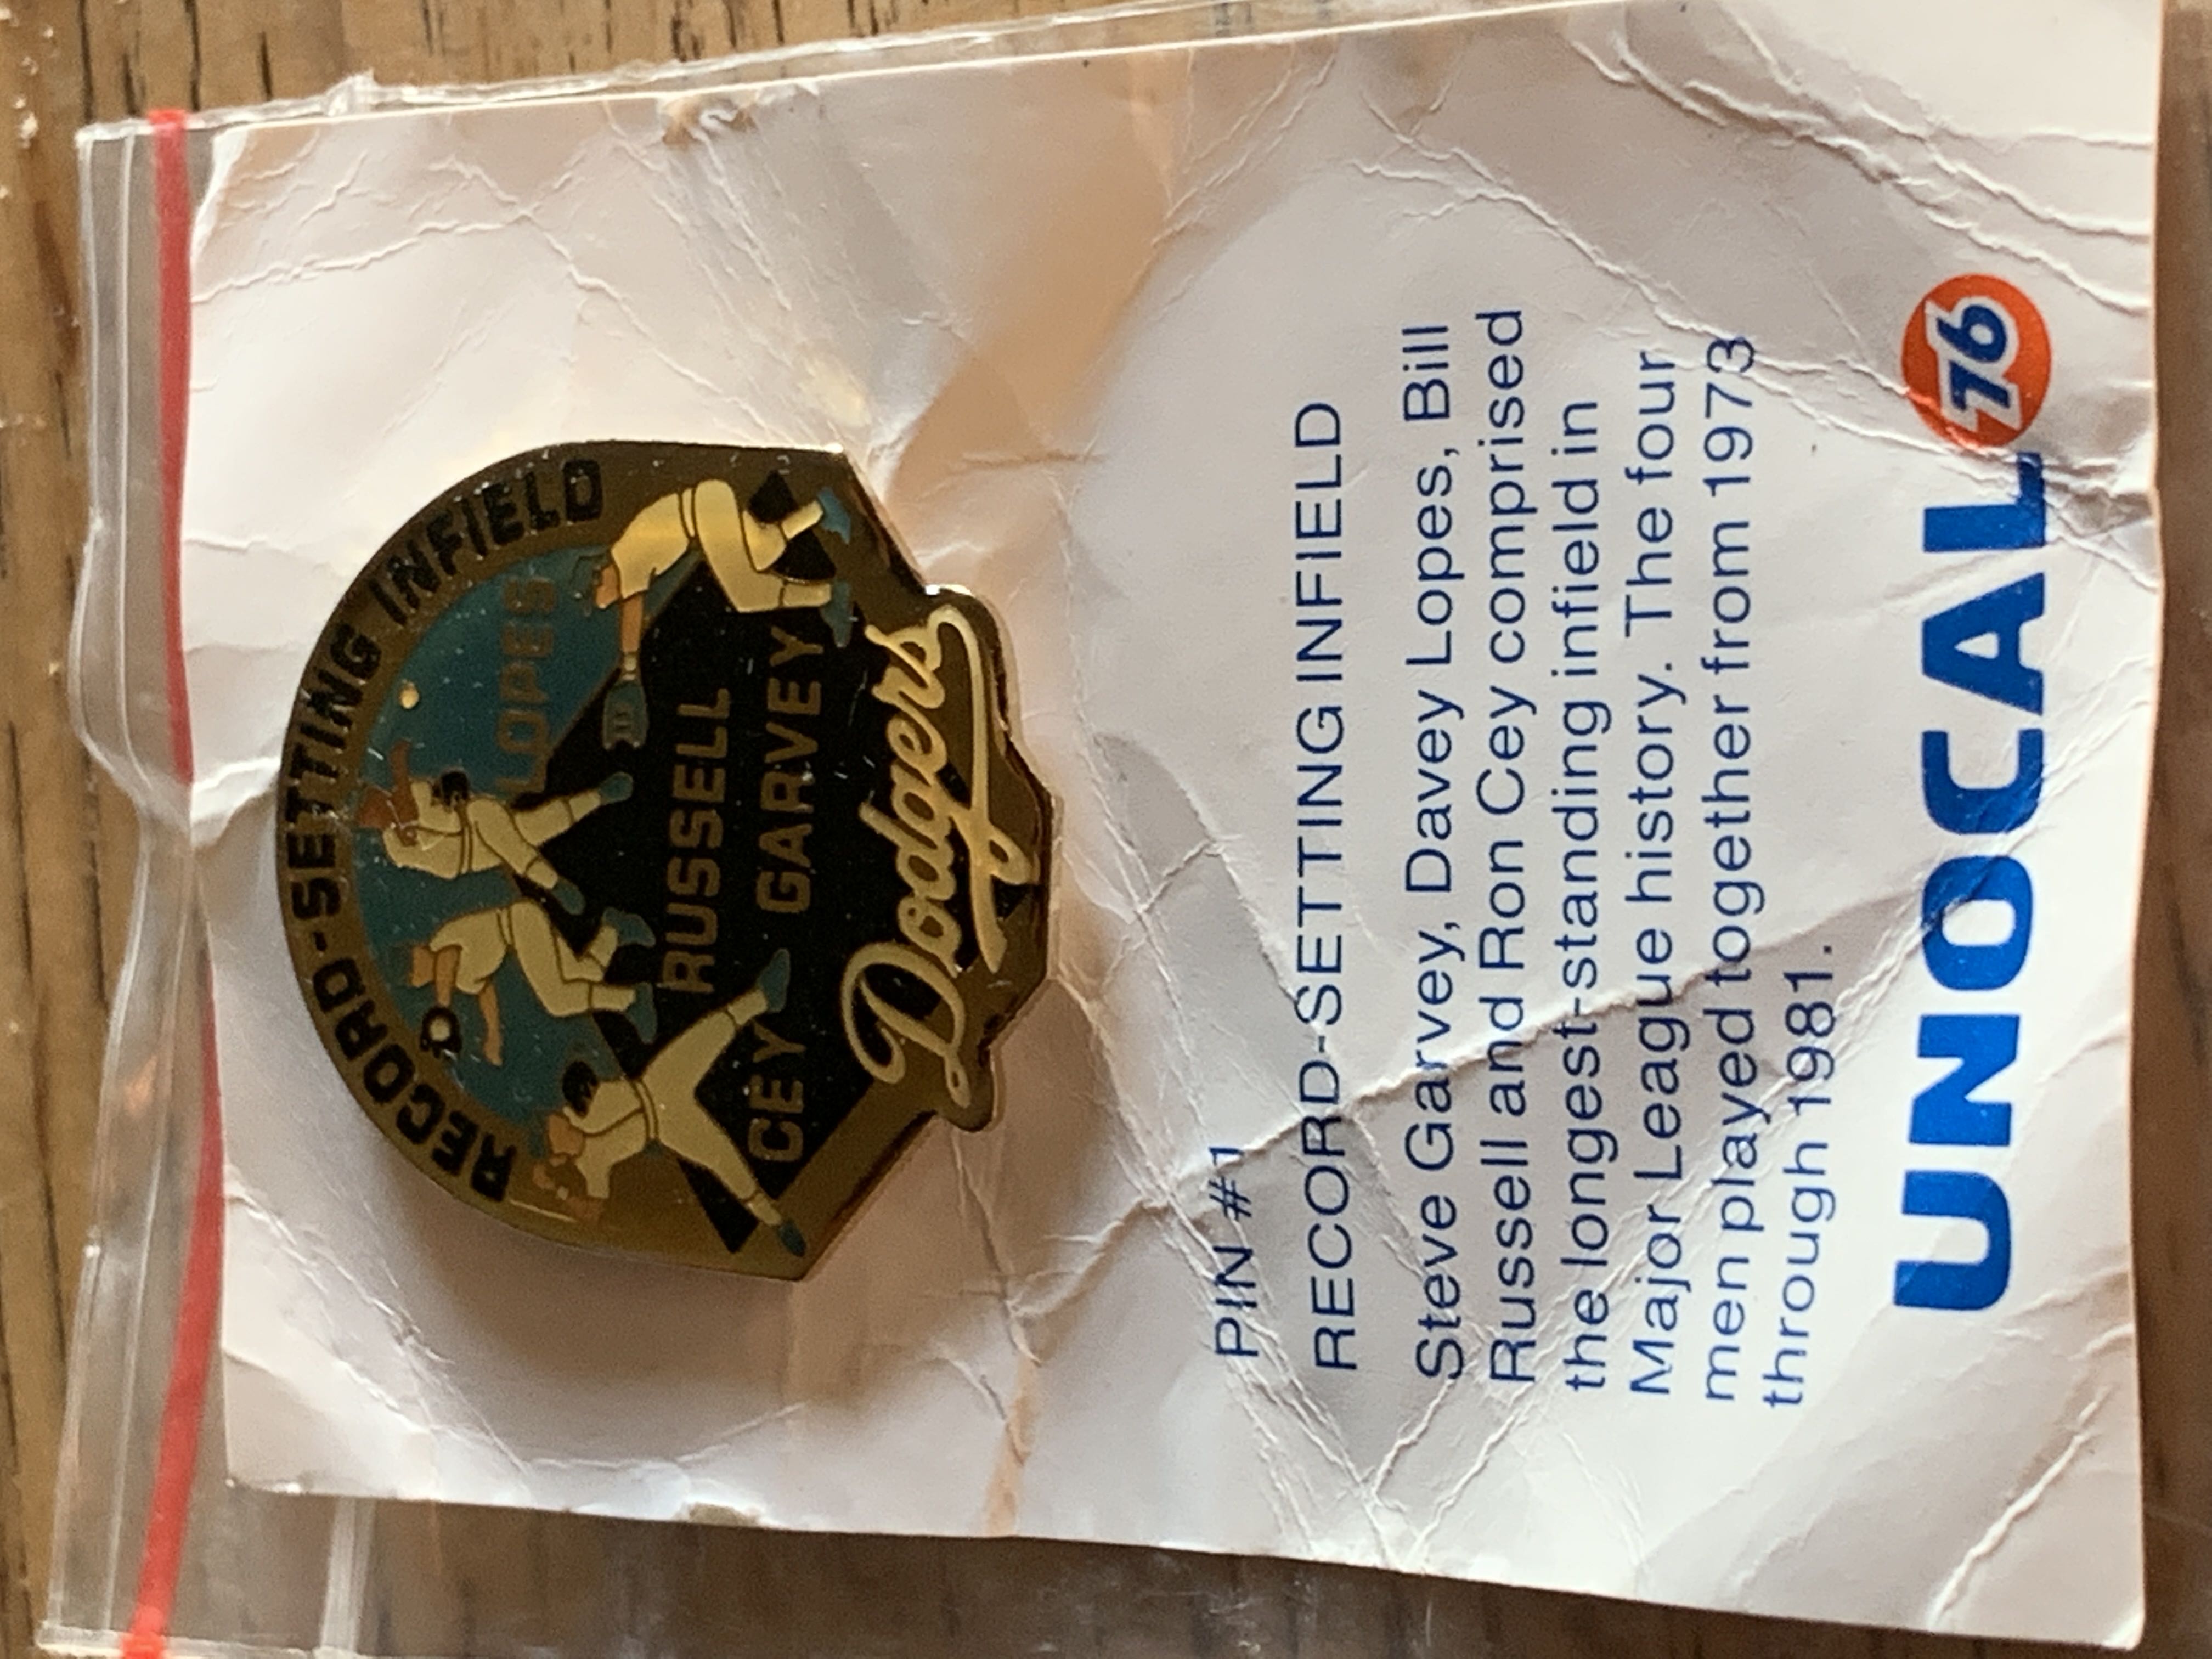 RECORD-SETTING INFIELD
LOPES
RUSSELL
CEY GARVEY
Dodgers
PIN #1
RECORD-SETTING INFIELD
Steve Garvey, Davey Lopes, Bill
Russell and Ron Cey comprised
the longest-standing infield in
Major League history. The four
men played together from 1973
through 1981.
UNOCAL 76